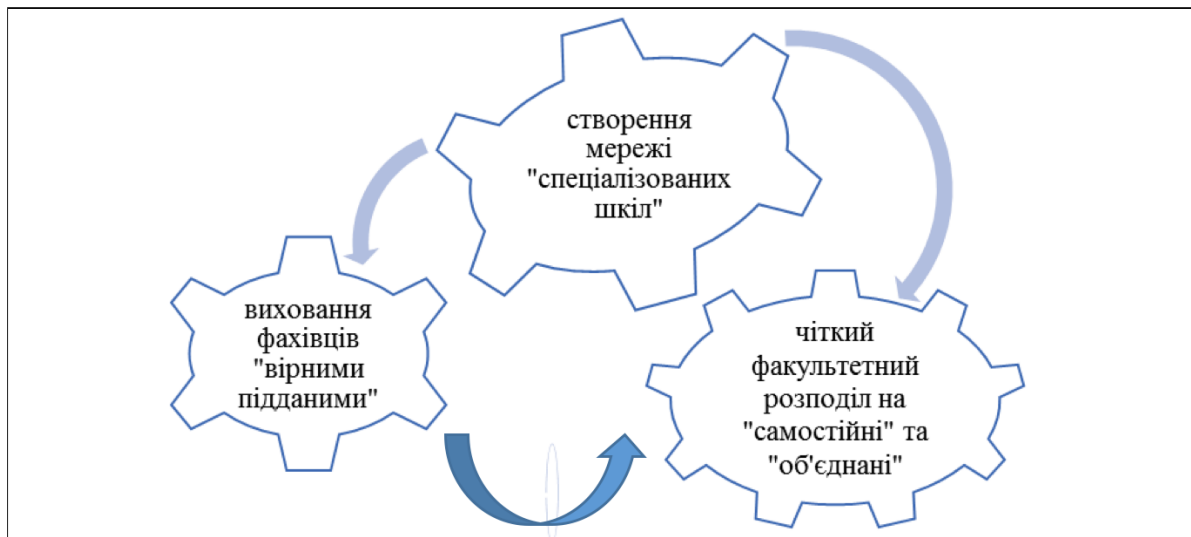 створення
мережі
"спеціалізованих
шкіл"
виховання
фахівців
"вірними
підданими"
чіткий
факультетний
розподіл на
"самостійні" та
"об'єднані"